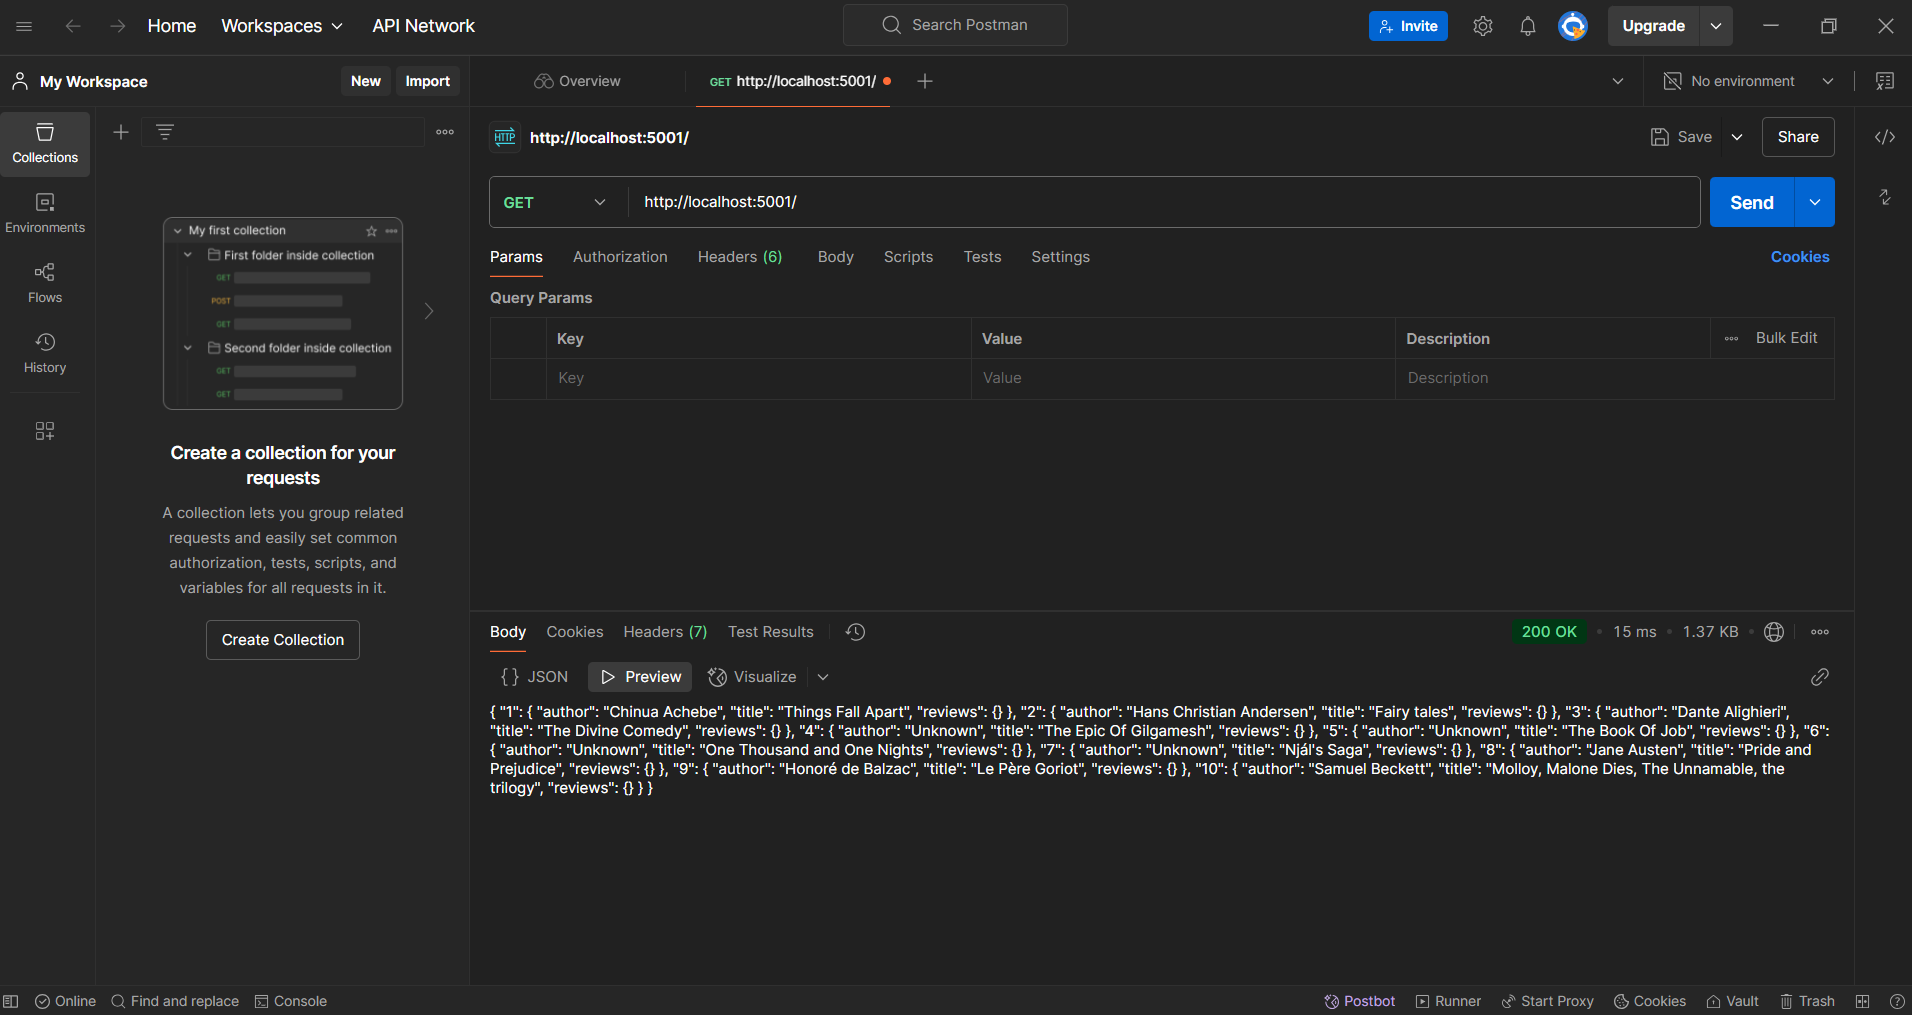 Home Workspaces API Network Search Postman Invite Upgrade
My Workspace New Import Overview GET http://localhost:5001/ No environment
HTTP http://localhost:5001/ Save Share
Collections
Environments
Flows
History
My first collection
First folder inside collection
GET
POST
GET
Second folder inside collection
GET
GET
Create a collection for your
requests
A collection lets you group related
requests and easily set common
authorization, tests, scripts, and
variables for all requests in it.
Create Collection
GET http://localhost:5001/ Send
Params Authorization Headers (6) Body Scripts Tests Settings Cookies
Query Params
Key Value Description Bulk Edit
Key Value Description
Body Cookies Headers (7) Test Results 200 OK • 15 ms • 1.37 KB •
{} JSON Preview Visualize
{ "1": { "author": "Chinua Achebe", "title": "Things Fall Apart", "reviews": {} }, "2": { "author": "Hans Christian Andersen", "title": "Fairy tales", "reviews": {} }, "3": { "author": "Dante Alighieri",
"title": "The Divine Comedy", "reviews": {} }, "4": { "author": "Unknown", "title": "The Epic Of Gilgamesh", "reviews": {} }, "5": { "author": "Unknown", "title": "The Book Of Job", "reviews": {} }, "6":
{ "author": "Unknown", "title": "One Thousand and One Nights", "reviews": {} }, "7": { "author": "Unknown", "title": "Njál's Saga", "reviews": {} }, "8": { "author": "Jane Austen", "title": "Pride and
Prejudice", "reviews": {} }, "9": { "author": "Honoré de Balzac", "title": "Le Père Goriot", "reviews": {} }, "10": { "author": "Samuel Beckett", "title": "Molloy, Malone Dies, The Unnamable, the
trilogy", "reviews": {} } }
Online Find and replace Console Postbot Runner Start Proxy Cookies Vault Trash